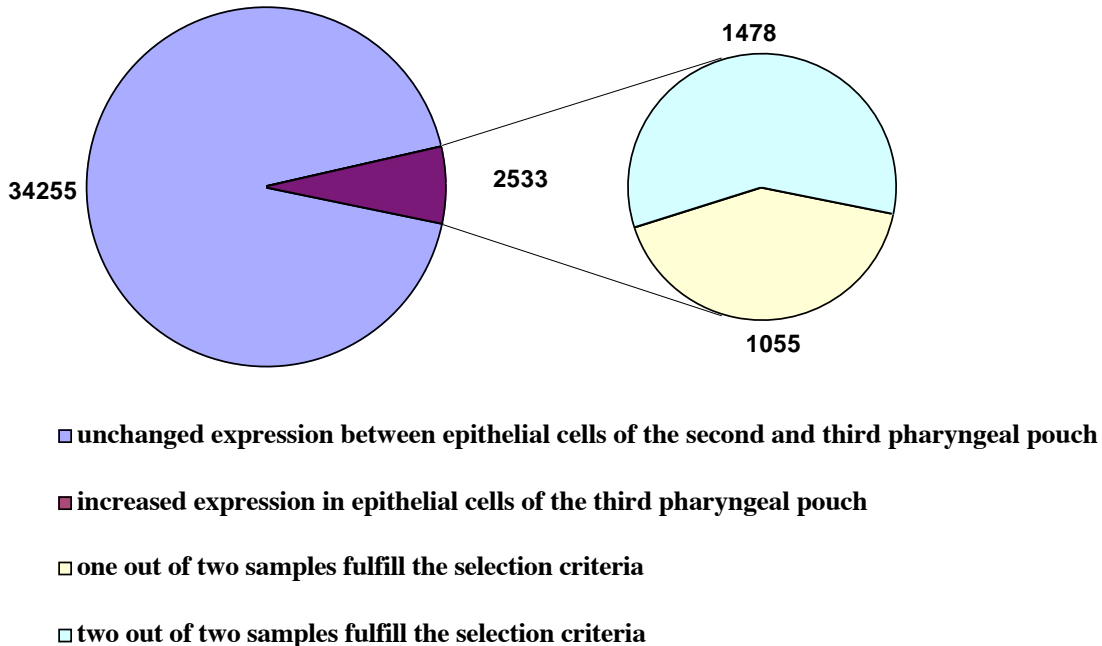 1478
34255
2533
1055
unchanged expression between epithelial cells of the second and third pharyngeal pouch
increased expression in epithelial cells of the third pharyngeal pouch
one out of two samples fulfill the selection criteria
two out of two samples fulfill the selection criteria